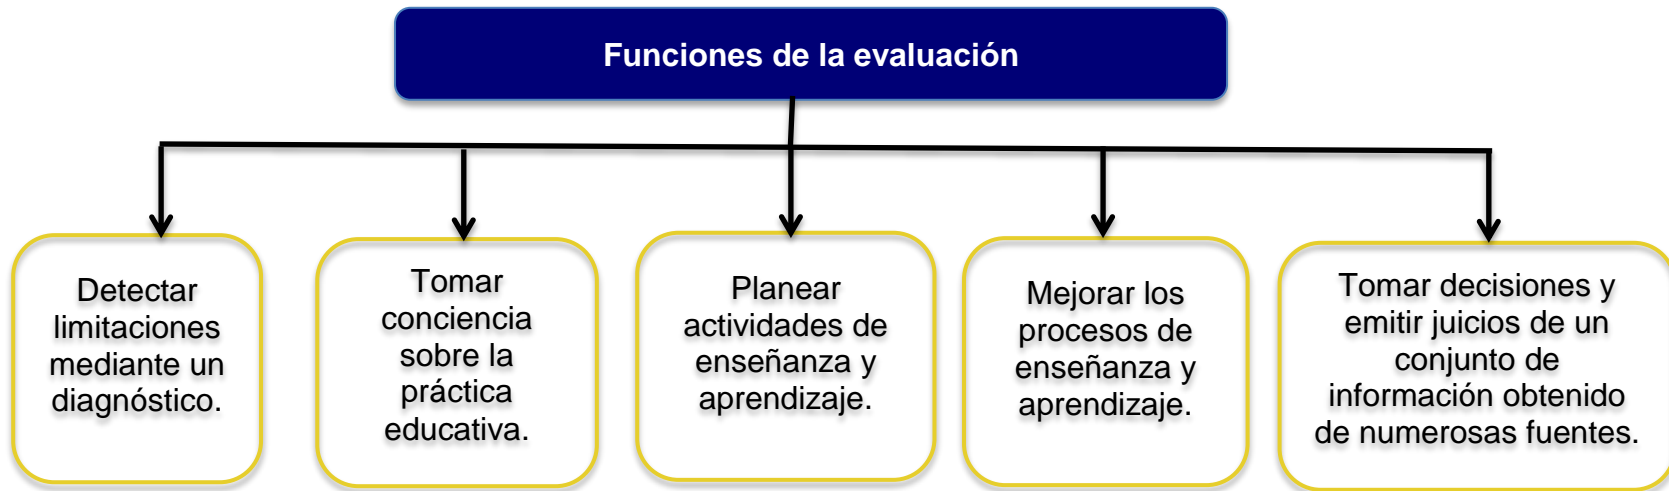 Funciones de la evaluación
Detectar
limitaciones
mediante un
diagnóstico.
Tomar
conciencia
sobre la
práctica
educativa.
Planear
actividades de
enseñanza y
aprendizaje.
Mejorar los
procesos de
enseñanza y
aprendizaje.
Tomar decisiones y
emitir juicios de un
conjunto de
información obtenido
de numerosas fuentes.